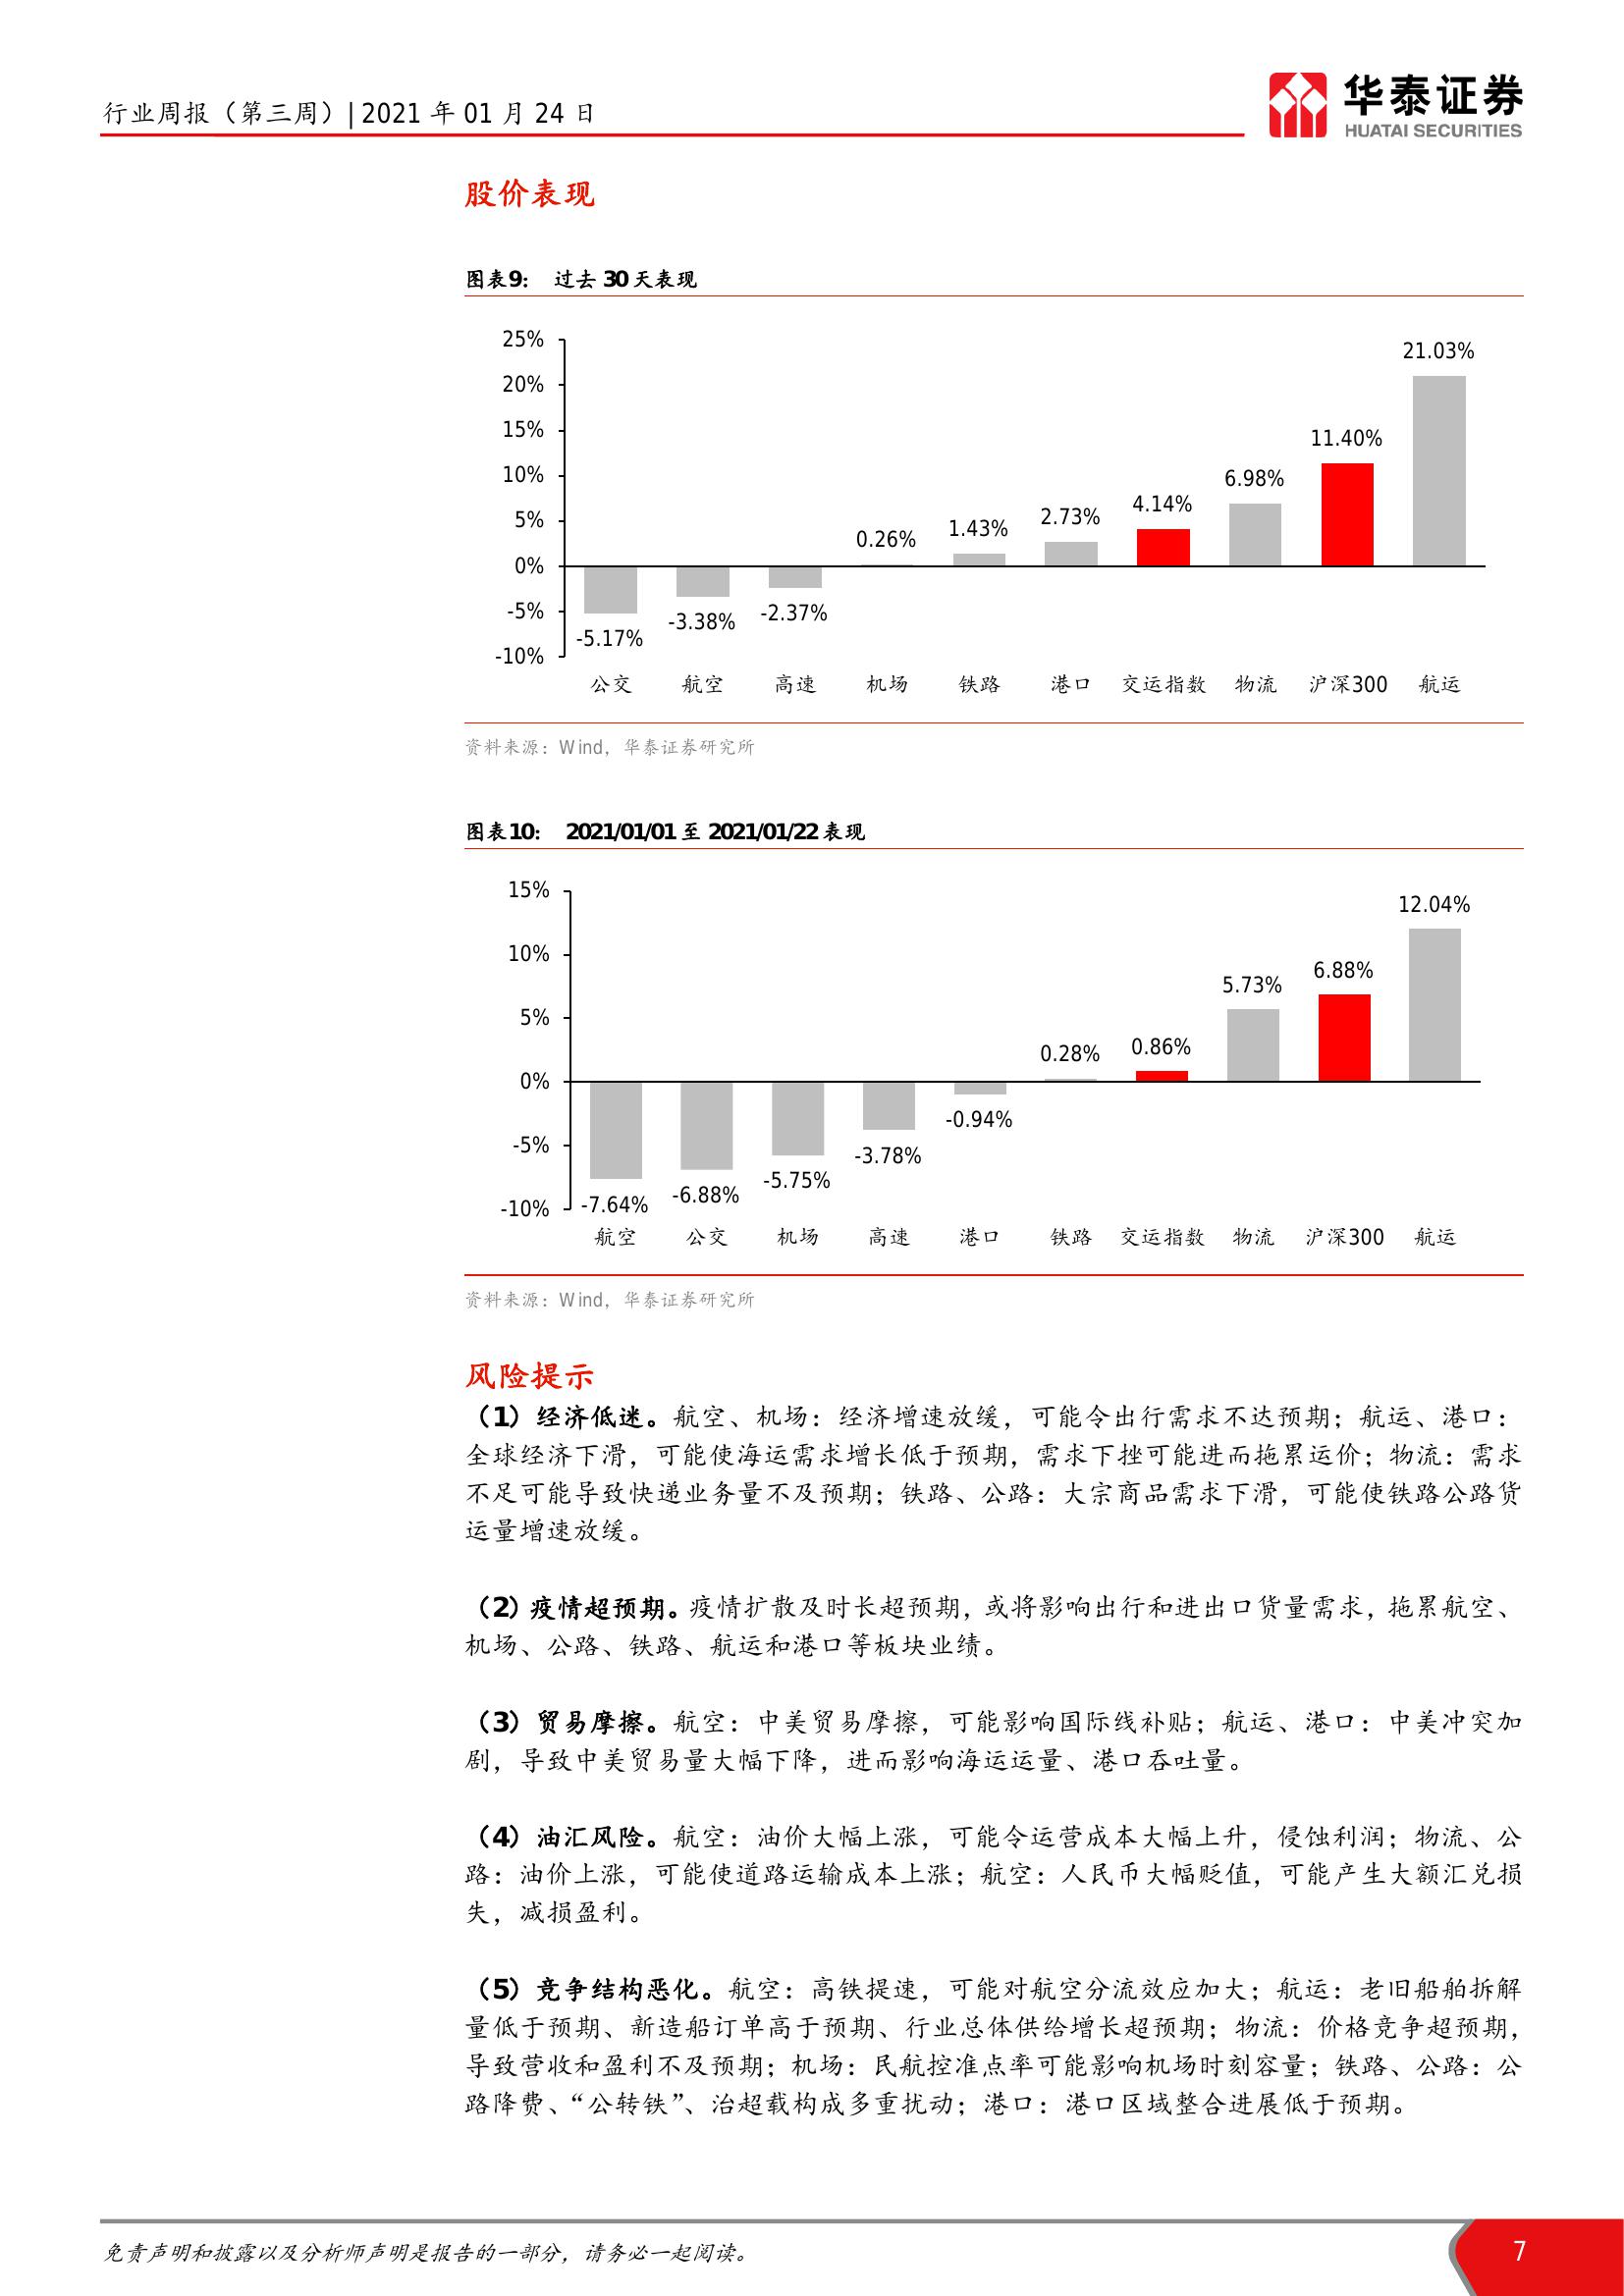 行业周报（第三周）| 2021 年 01 月 24 日
华泰证券
HUATAI SECURITIES
股价表现
图表9： 过去 30 天表现
25%
20%
15%
10%
5%
0%
-5%
-10%
-5.17%
-3.38%
-2.37%
0.26%
1.43%
2.73%
4.14%
6.98%
11.40%
21.03%
公交 航空 高速 机场 铁路 港口 交运指数 物流 沪深300 航运
资料来源：Wind，华泰证券研究所
图表10： 2021/01/01 至 2021/01/22 表现
15%
10%
5%
0%
-5%
-10%
-7.64%
-6.88%
-5.75%
-3.78%
-0.94%
0.28%
0.86%
5.73%
6.88%
12.04%
航空 公交 机场 高速 港口 铁路 交运指数 物流 沪深300 航运
资料来源：Wind，华泰证券研究所
风险提示
（1）经济低迷。航空、机场：经济增速放缓，可能令出行需求不达预期；航运、港口：
全球经济下滑，可能使海运需求增长低于预期，需求下挫可能进而拖累运价；物流：需求
不足可能导致快递业务量不及预期；铁路、公路：大宗商品需求下滑，可能使铁路公路货
运量增速放缓。
（2）疫情超预期。疫情扩散及时长超预期，或将影响出行和进出口货量需求，拖累航空、
机场、公路、铁路、航运和港口等板块业绩。
（3）贸易摩擦。航空：中美贸易摩擦，可能影响国际线补贴；航运、港口：中美冲突加
剧，导致中美贸易量大幅下降，进而影响海运运量、港口吞吐量。
（4）油汇风险。航空：油价大幅上涨，可能令运营成本大幅上升，侵蚀利润；物流、公
路：油价上涨，可能使道路运输成本上涨；航空：人民币大幅贬值，可能产生大额汇兑损
失，减损盈利。
（5）竞争结构恶化。航空：高铁提速，可能对航空分流效应加大；航运：老旧船舶拆解
量低于预期、新造船订单高于预期、行业总体供给增长超预期；物流：价格竞争超预期，
导致营收和盈利不及预期；机场：民航控准点率可能影响机场时刻容量；铁路、公路：公
路降费、“公转铁”、治超载构成多重扰动；港口：港口区域整合进展低于预期。
免责声明和披露以及分析师声明是报告的一部分，请务必一起阅读。
7